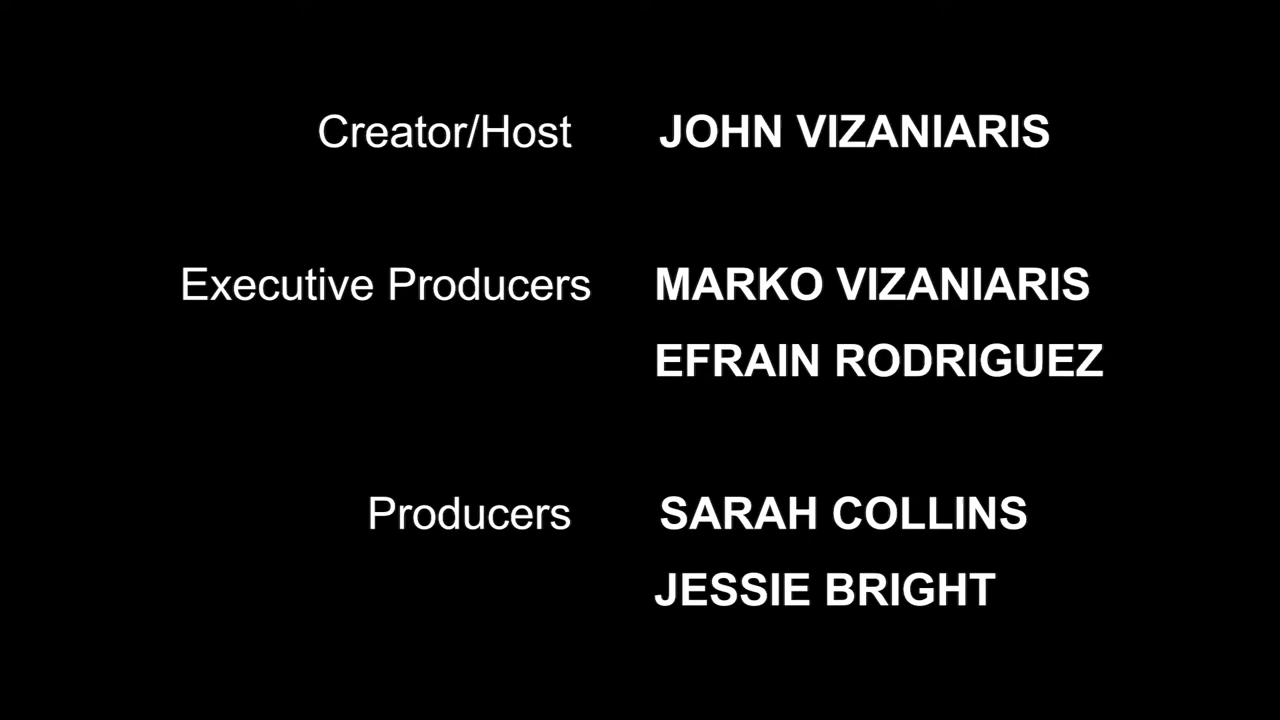 Creator/Host JOHN VIZANIARIS
Executive Producers MARKO VIZANIARIS
EFRAIN RODRIGUEZ
Producers SARAH COLLINS
JESSIE BRIGHT